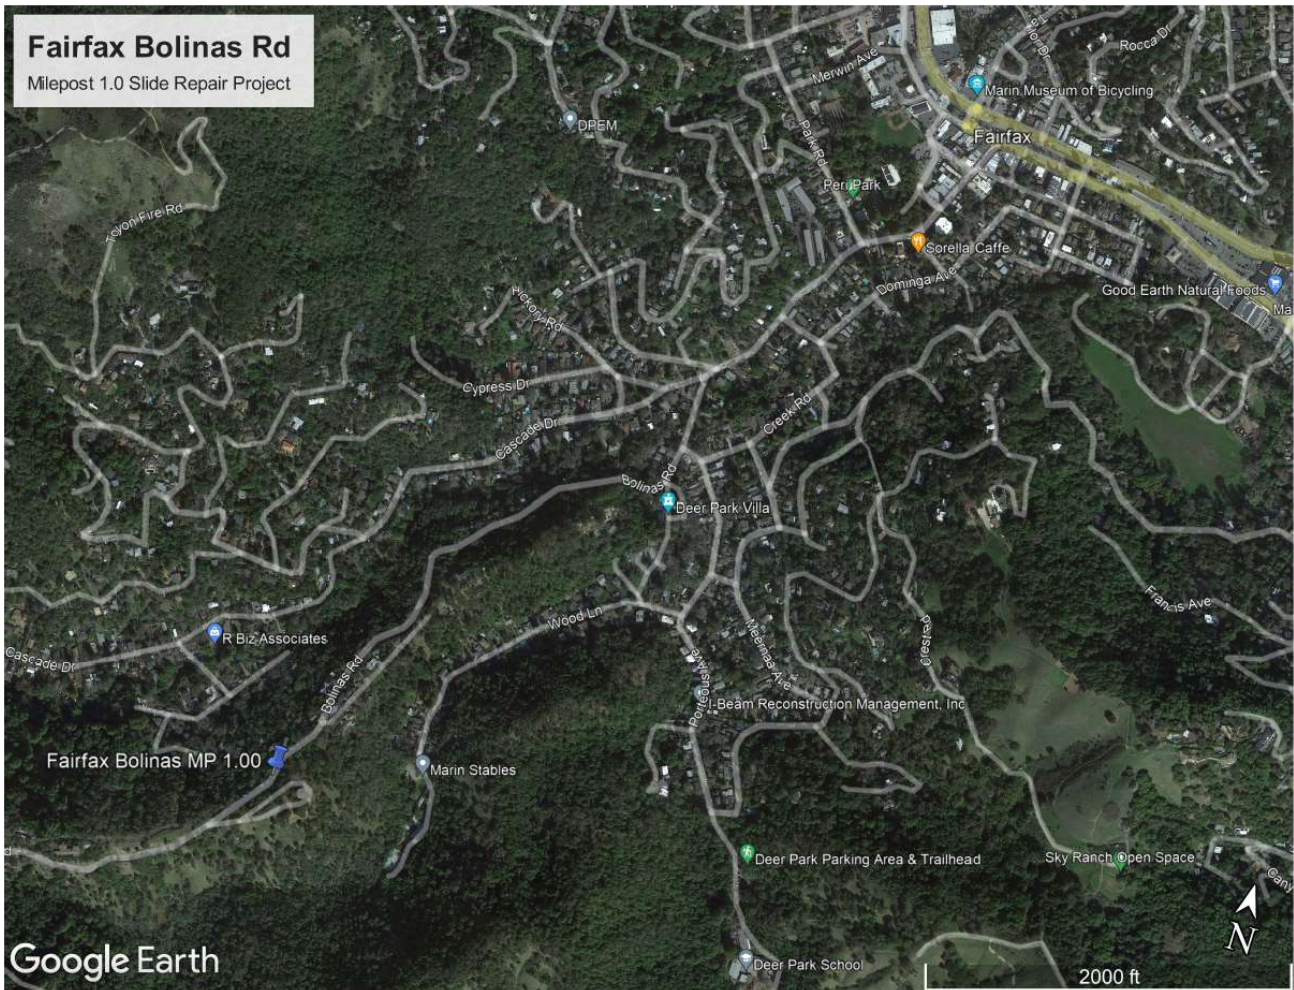 Fairfax Bolinas Rd
Milepost 1.0 Slide Repair Project
Rocca Dr
Merwin Ave
Marin Museum of Bicycling
DPEM
Fairfax
Park Rd
Peri Park
Toyon Fire Rd
Sorella Caffe
Dominga Ave
Good Earth Natural Foods
Ma
Hickory Rd
Cypress Dr
Creek Rd
Cascade Dr
Bolinas Rd
Deer Park Villa
Francis Ave
Wood Ln
R Biz Associates
Cascade Dr
Meernaa Ave
Crest Rd
Bolinas Rd
Porteous Ave
I-Beam Reconstruction Management, Inc
Fairfax Bolinas MP 1.00
Marin Stables
d
Deer Park Parking Area & Trailhead
Sky Ranch Open Space
Cany
N
Google Earth
Deer Park School
2000 ft